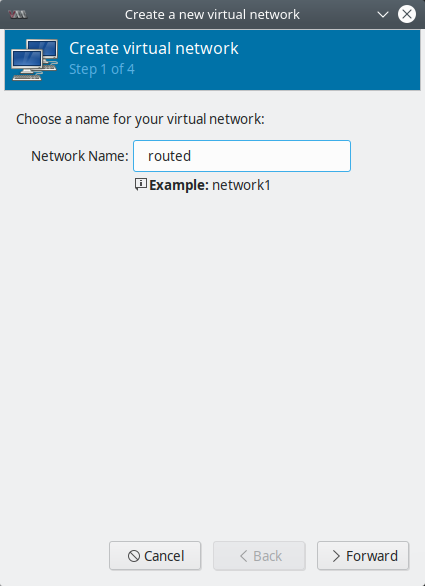 Create a new virtual network
Create virtual network
Step 1 of 4
Choose a name for your virtual network:
Network Name: routed
Example: network1
Cancel Back Forward